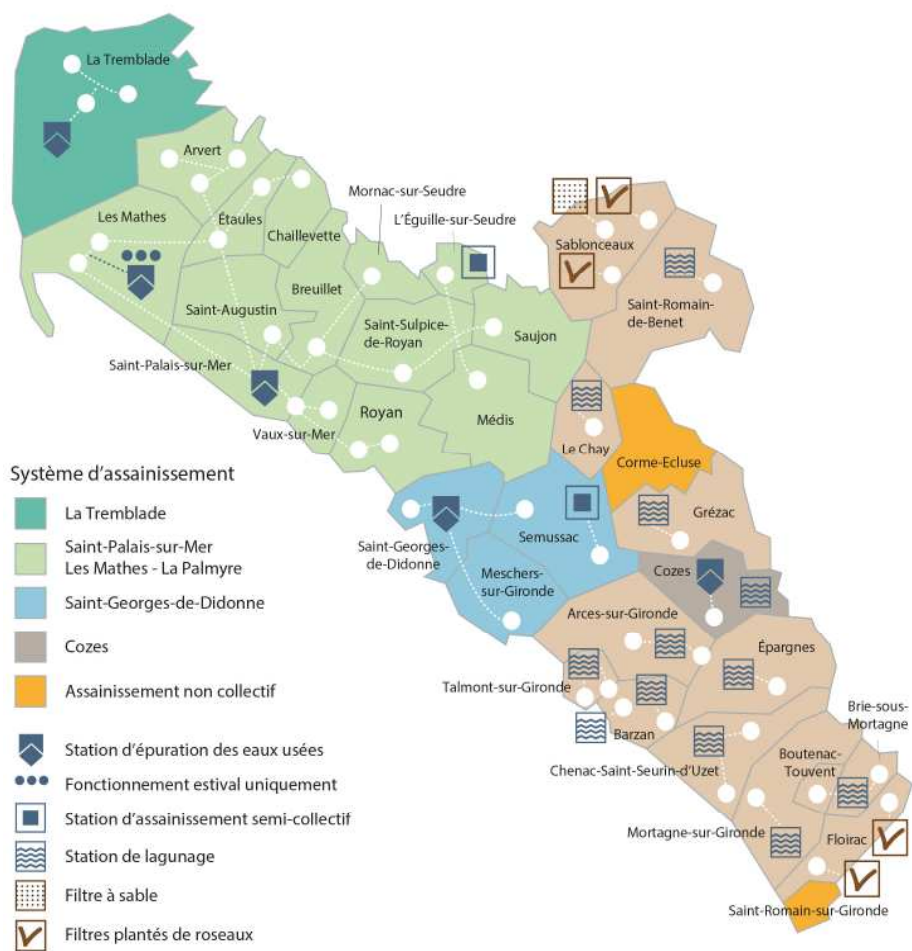 La Tremblade
Arvert
Mornac-sur-Seudre
L'Éguille-sur-Seudre
Les Mathes
Étaules
Chaillevette
Sablonceaux
Breuillet
Saint-Augustin
Saint-Sulpice-
de-Royan
Saujon
Saint-Romain-
de-Benet
Saint-Palais-sur-Mer
Royan
Médis
Vaux-sur-Mer
Le Chay
Corme-Ecluse
Grézac
Saint-Georges-
de-Didonne
Semussac
Cozes
Meschers-
sur-Gironde
Arces-sur-Gironde
Épargnes
Talmont-sur-Gironde
Barzan
Brie-sous-
Mortagne
Boutenac-
Touvent
Chenac-Saint-Seurin-d'Uzet
Mortagne-sur-Gironde
Floirac
Saint-Romain-sur-Gironde
Système d'assainissement
La Tremblade
Saint-Palais-sur-Mer
Les Mathes - La Palmyre
Saint-Georges-de-Didonne
Cozes
Assainissement non collectif
Station d'épuration des eaux usées
Fonctionnement estival uniquement
Station d'assainissement semi-collectif
Station de lagunage
Filtre à sable
Filtres plantés de roseaux